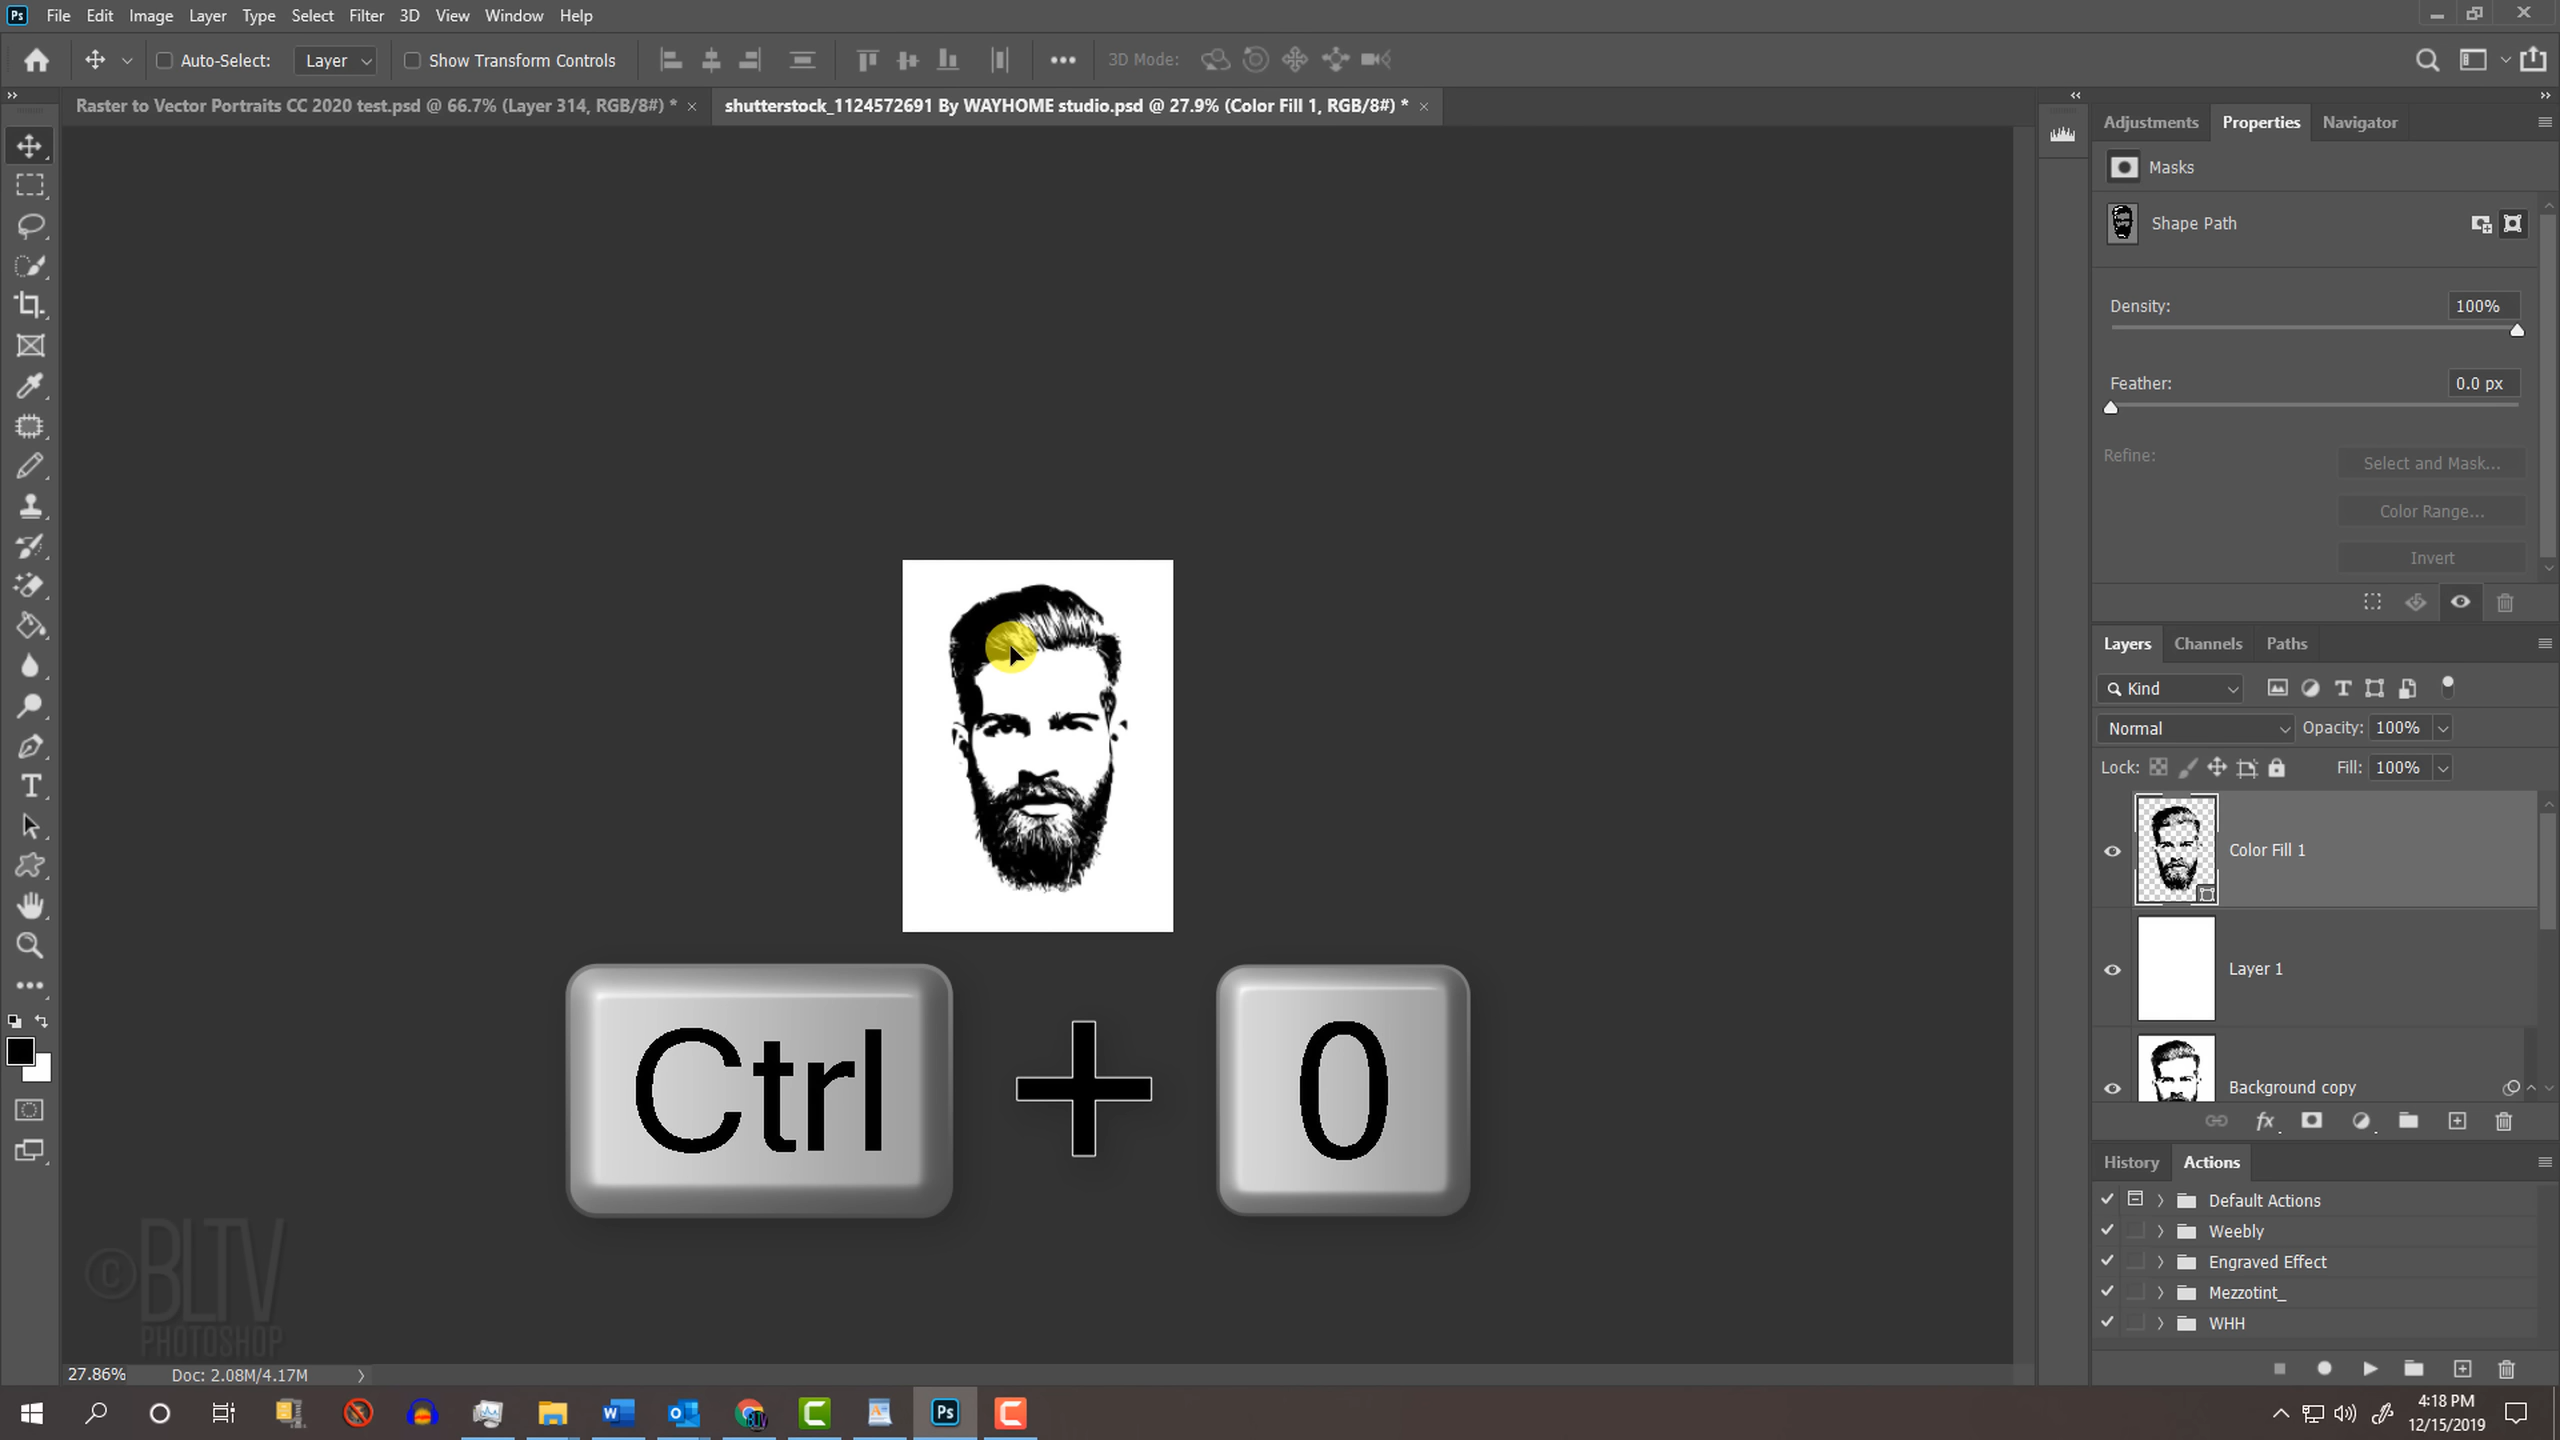 Ps File Edit Image Layer Type Select Filter 3D View Window Help
Auto-Select: Layer Show Transform Controls 3D Mode:
Raster to Vector Portraits CC 2020 test.psd @ 66.7% (Layer 314, RGB/8#) *
shutterstock_1124572691 By WAYHOME studio.psd @ 27.9% (Color Fill 1, RGB/8#) *
Adjustments Properties Navigator
Masks
Shape Path
Density: 100%
Feather: 0.0 px
Refine: Select and Mask...
Color Range...
Invert
Layers Channels Paths
Kind
Normal Opacity: 100%
Lock: Fill: 100%
Color Fill 1
Layer 1
Background copy
fx
History Actions
Default Actions
Weebly
Engraved Effect
Mezzotint_
WHH
Ctrl + 0
©BLTV
PHOTOSHOP
27.86% Doc: 2.08M/4.17M
Ps
4:18 PM
12/15/2019